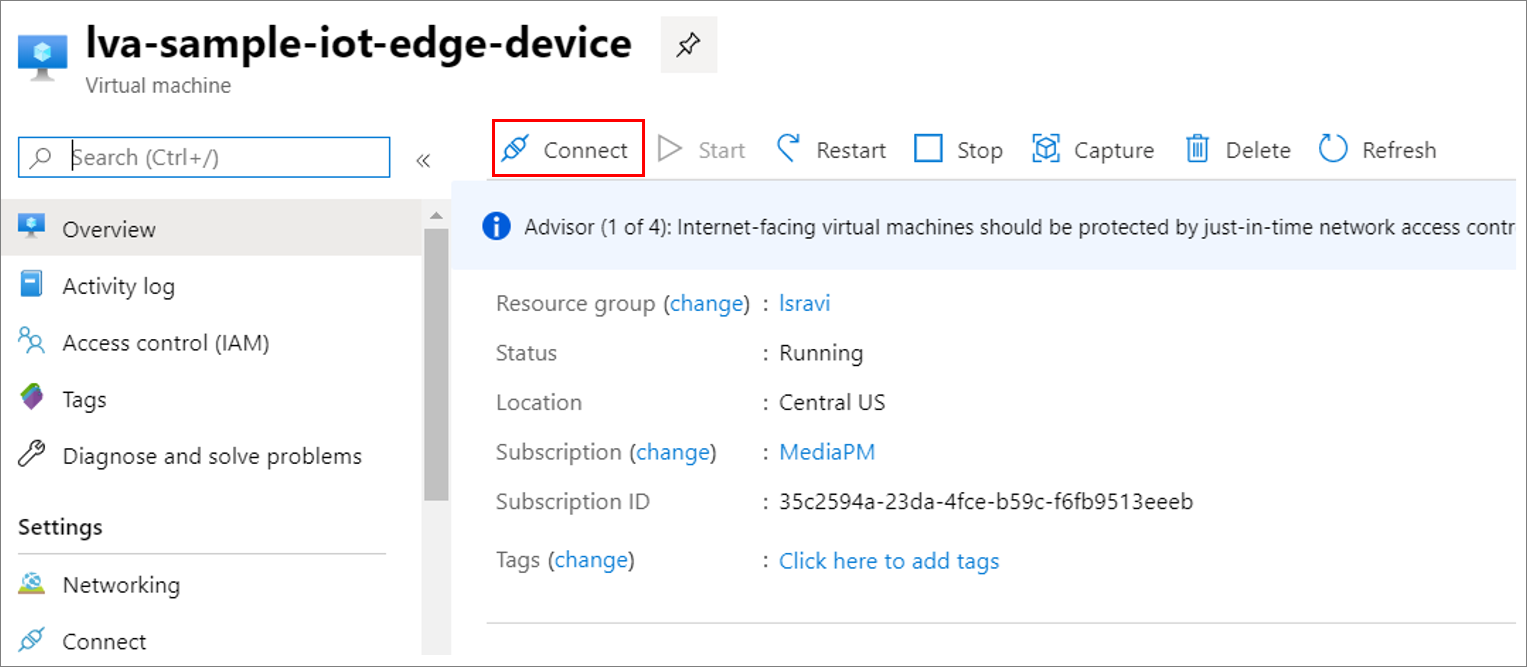 lva-sample-iot-edge-device
Virtual machine
Search (Ctrl+/)
«
Connect
Start
Restart
Stop
Capture
Delete
Refresh
Overview
Activity log
Access control (IAM)
Tags
Diagnose and solve problems
Settings
Networking
Connect
Advisor (1 of 4): Internet-facing virtual machines should be protected by just-in-time network access contr
Resource group (change) : lsravi
Status : Running
Location : Central US
Subscription (change) : MediaPM
Subscription ID : 35c2594a-23da-4fce-b59c-f6fb9513eeeb
Tags (change) : Click here to add tags